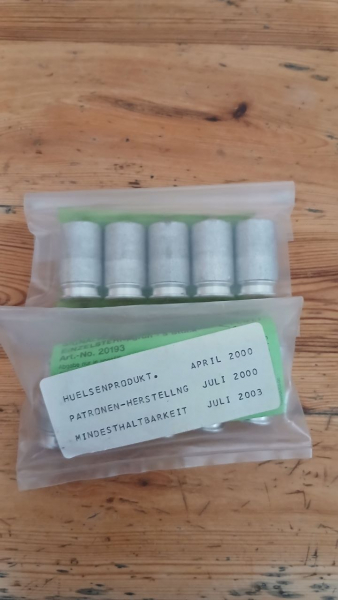 Art.-No. 20193
HUELSENPRODUKT. APRIL 2000
PATRONEN-HERSTELLNG JULI 2000
MINDESTHALTBARKEIT JULI 2003